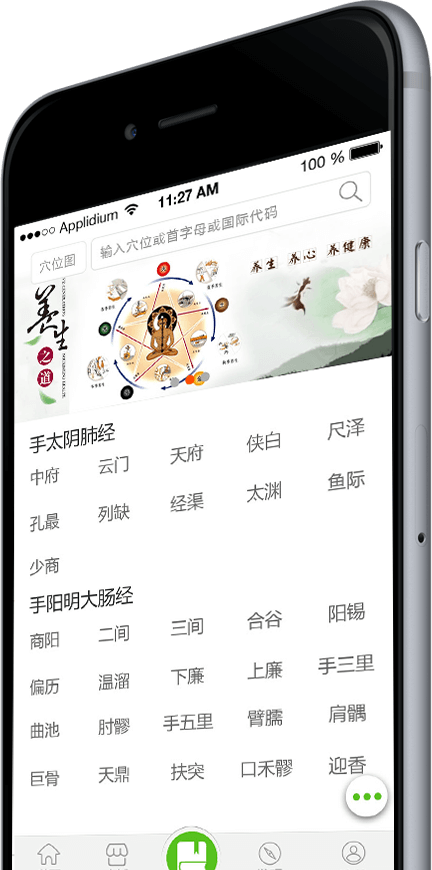 Applidium 11:27 AM 100 %
穴位图 输入穴位或首字母或国际代码
养生之道
养生 养心 养健康
手太阴肺经
中府 云门 天府 侠白 尺泽
孔最 列缺 经渠 太渊 鱼际
少商
手阳明大肠经
商阳 二间 三间 合谷 阳锡
偏历 温溜 下廉 上廉 手三里
曲池 肘髎 手五里 臂臑 肩髃
巨骨 天鼎 扶突 口禾髎 迎香